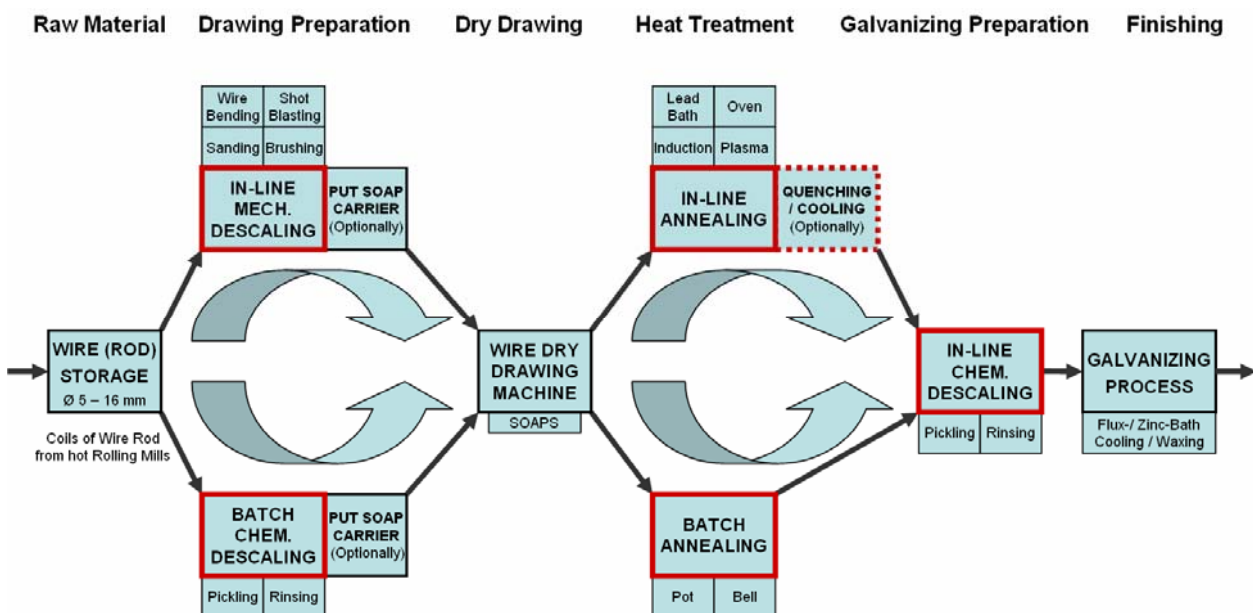 Raw Material
Drawing Preparation
Dry Drawing
Heat Treatment
Galvanizing Preparation
Finishing
Wire
Bending
Shot
Blasting
Sanding
Brushing
IN-LINE
MECH.
DESCALING
PUT SOAP
CARRIER
(Optionally)
Lead
Bath
Oven
Induction
Plasma
IN-LINE
ANNEALING
QUENCHING
/ COOLING
(Optionally)
WIRE (ROD)
STORAGE
Ø 5 – 16 mm
Coils of Wire Rod
from hot Rolling Mills
WIRE DRY
DRAWING
MACHINE
SOAPS
IN-LINE
CHEM.
DESCALING
Pickling
Rinsing
GALVANIZING
PROCESS
Flux-/ Zinc-Bath
Cooling / Waxing
BATCH
CHEM.
DESCALING
PUT SOAP
CARRIER
(Optionally)
Pickling
Rinsing
BATCH
ANNEALING
Pot
Bell